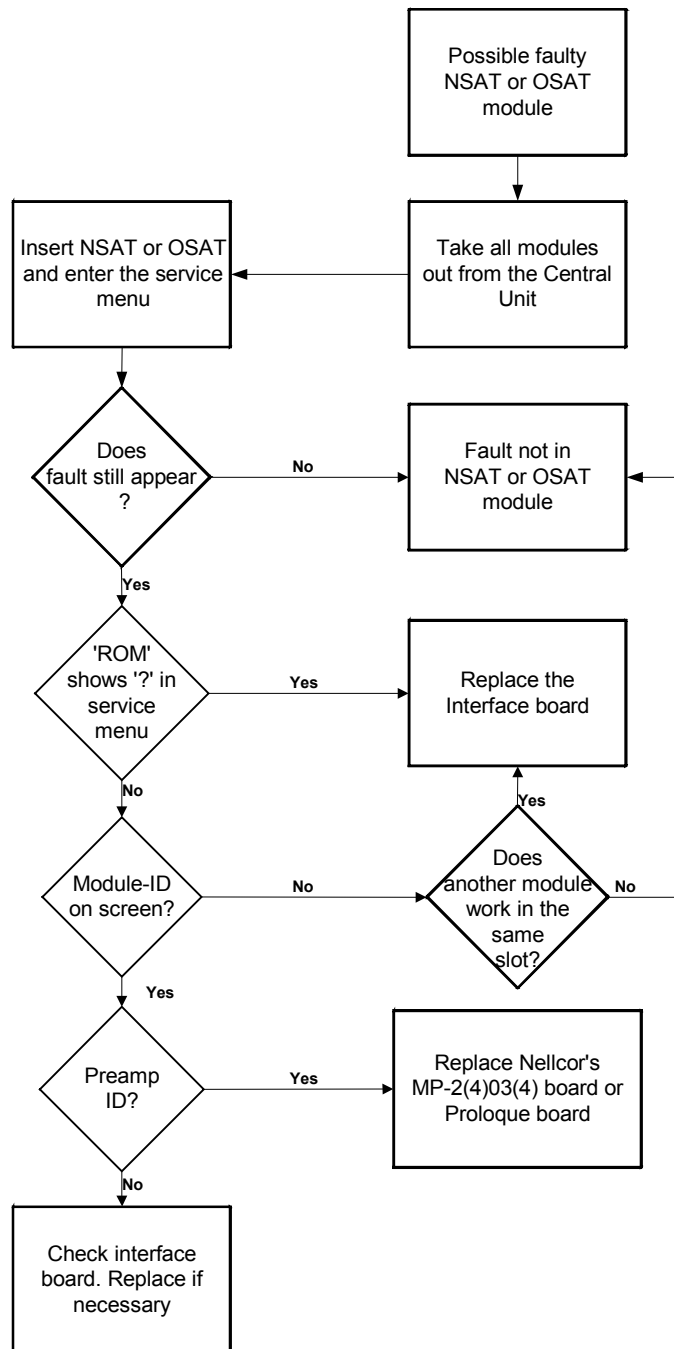 Possible faulty
NSAT or OSAT
module
Take all modules
out from the Central
Unit
Insert NSAT or OSAT
and enter the service
menu
Does
fault still appear
?
No
Fault not in
NSAT or OSAT
module
Yes
'ROM'
shows '?' in
service
menu
Yes
Replace the
Interface board
No
Module-ID
on screen?
No
Does
another module
work in the
same
slot?
Yes
No
Yes
Preamp
ID?
Yes
Replace Nellcor's
MP-2(4)03(4) board or
Proloque board
No
Check interface
board. Replace if
necessary